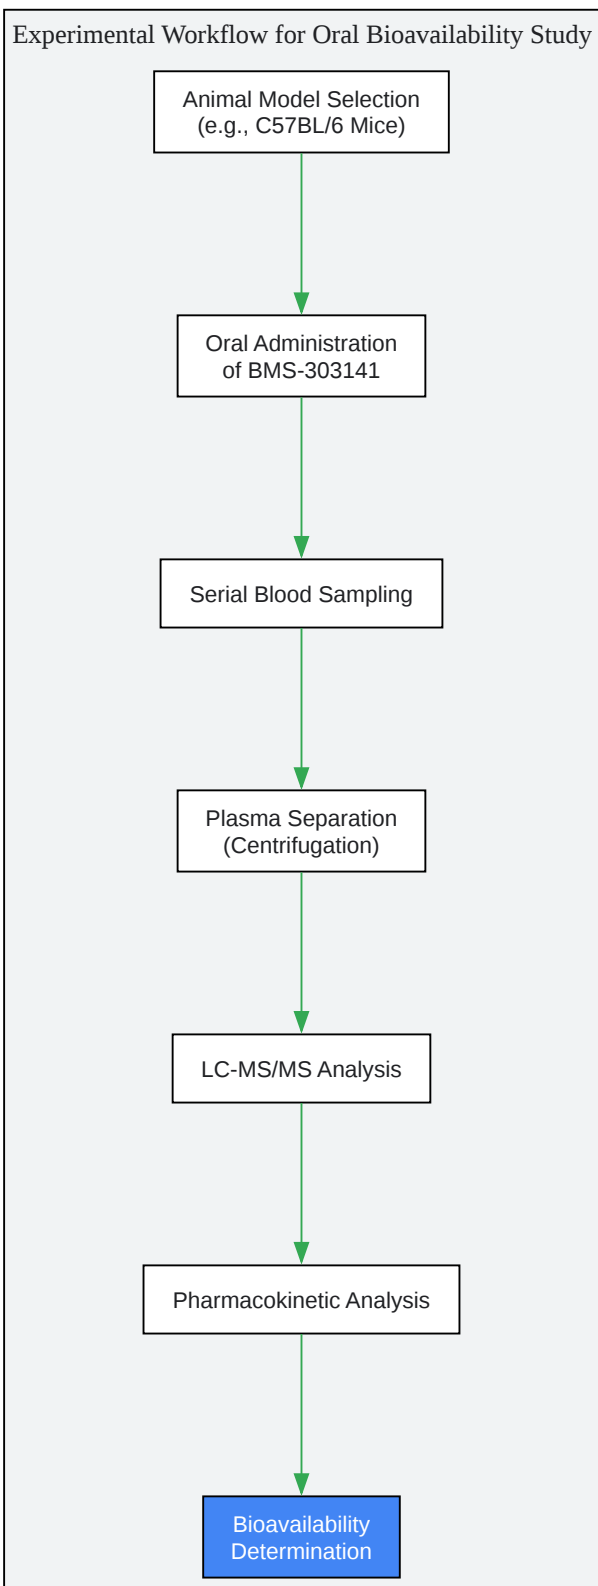 Experimental Workflow for Oral Bioavailability Study
Animal Model Selection
(e.g., C57BL/6 Mice)
Oral Administration
of BMS-303141
Serial Blood Sampling
Plasma Separation
(Centrifugation)
LC-MS/MS Analysis
Pharmacokinetic Analysis
Bioavailability
Determination